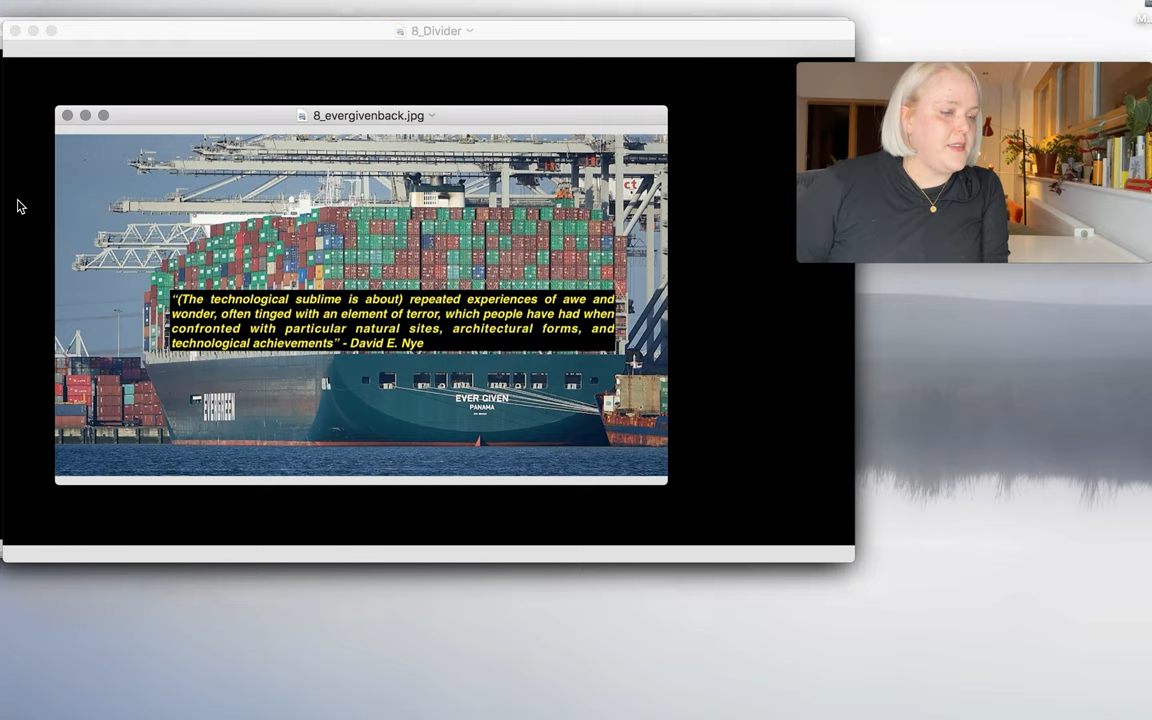 8_Divider
M...
8_evergivenback.jpg
ct
"(The technological sublime is about) repeated experiences of awe and
wonder, often tinged with an element of terror, which people have had when
confronted with particular natural sites, architectural forms, and
technological achievements" - David E. Nye
EVER GIVEN
PANAMA